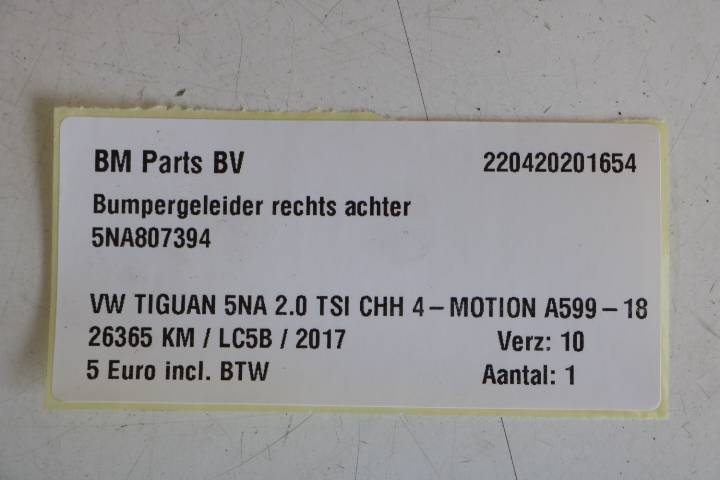 BM Parts BV 220420201654
Bumpergeleider rechts achter
5NA807394
VW TIGUAN 5NA 2.0 TSI CHH 4-MOTION A599-18
26365 KM / LC5B / 2017 Verz: 10
5 Euro incl. BTW Aantal: 1